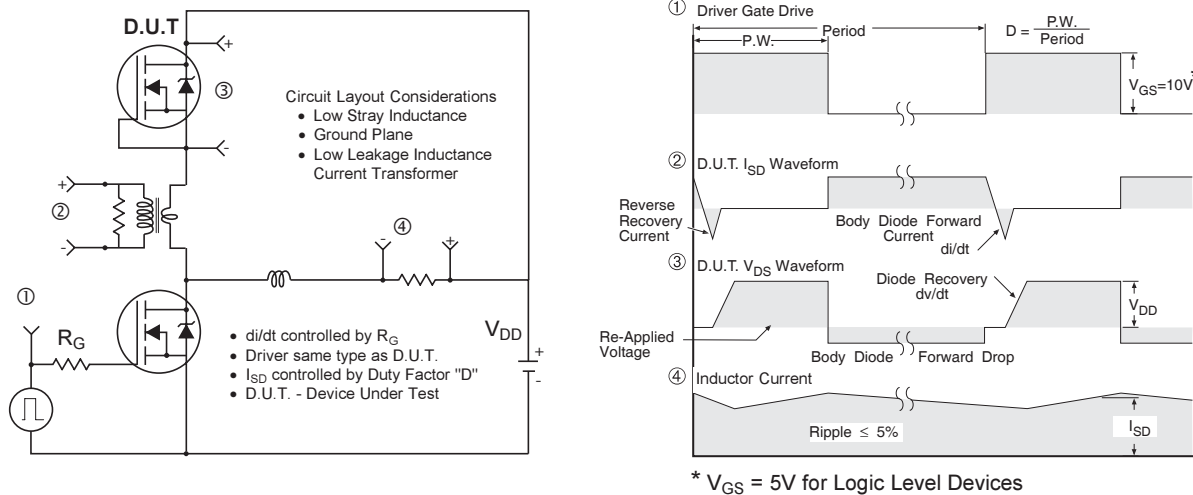 D.U.T
+
③
-
Circuit Layout Considerations
• Low Stray Inductance
• Ground Plane
• Low Leakage Inductance
Current Transformer
+
②
-
④
- +
①
R_G
V_DD
+
-
• di/dt controlled by R_G
• Driver same type as D.U.T.
• I_SD controlled by Duty Factor "D"
• D.U.T. - Device Under Test
① Driver Gate Drive
P.W.
Period
D = P.W.
Period
V_GS=10V*
② D.U.T. I_SD Waveform
Reverse
Recovery
Current
Body Diode Forward
Current
di/dt
③ D.U.T. V_DS Waveform
Diode Recovery
dv/dt
V_DD
Re-Applied
Voltage
Body Diode Forward Drop
④ Inductor Current
Ripple ≤ 5%
I_SD
* V_GS = 5V for Logic Level Devices